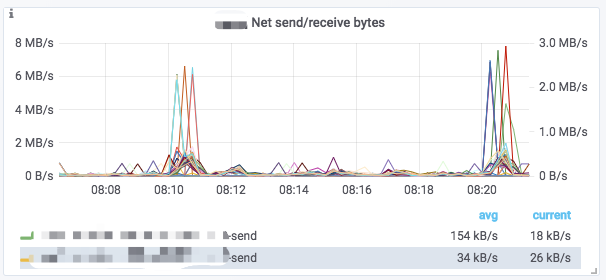 Net send/receive bytes
8 MB/s
6 MB/s
4 MB/s
2 MB/s
0 B/s
3.0 MB/s
2.0 MB/s
1.0 MB/s
0 B/s
08:08 08:10 08:12 08:14 08:16 08:18 08:20
avg current
-send 154 kB/s 18 kB/s
-send 34 kB/s 26 kB/s